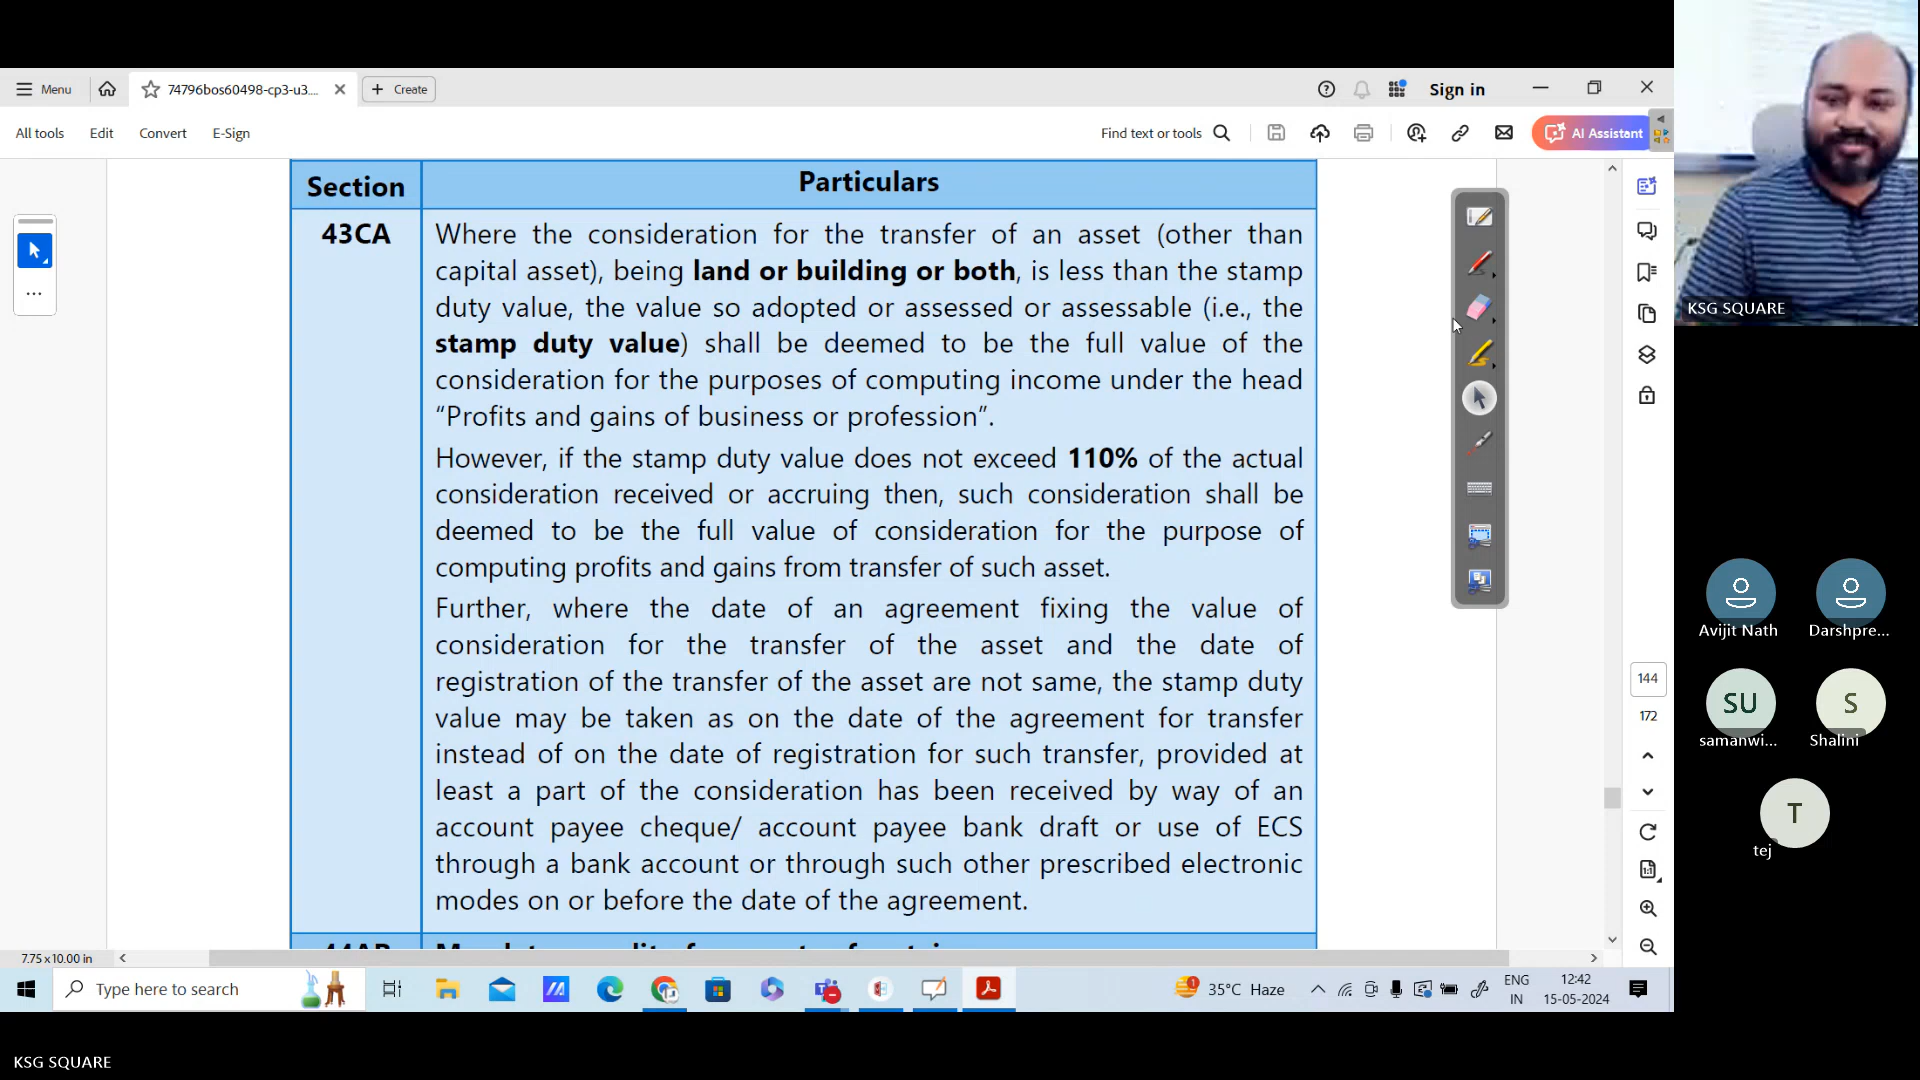 Menu
74796bos60498-cp3-u3....
Create
Sign in
All tools
Edit
Convert
E-Sign
Find text or tools
AI Assistant
Section
Particulars
43CA
Where the consideration for the transfer of an asset (other than
capital asset), being land or building or both, is less than the stamp
duty value, the value so adopted or assessed or assessable (i.e., the
stamp duty value) shall be deemed to be the full value of the
consideration for the purposes of computing income under the head
“Profits and gains of business or profession”.
However, if the stamp duty value does not exceed 110% of the actual
consideration received or accruing then, such consideration shall be
deemed to be the full value of consideration for the purpose of
computing profits and gains from transfer of such asset.
Further, where the date of an agreement fixing the value of
consideration for the transfer of the asset and the date of
registration of the transfer of the asset are not same, the stamp duty
value may be taken as on the date of the agreement for transfer
instead of on the date of registration for such transfer, provided at
least a part of the consideration has been received by way of an
account payee cheque/ account payee bank draft or use of ECS
through a bank account or through such other prescribed electronic
modes on or before the date of the agreement.
144
172
7.75 x 10.00 in
Type here to search
35°C Haze
ENG
IN
12:42
15-05-2024
KSG SQUARE
Avijit Nath
Darshpre...
SU
samanwi...
S
Shalini
T
tej
KSG SQUARE